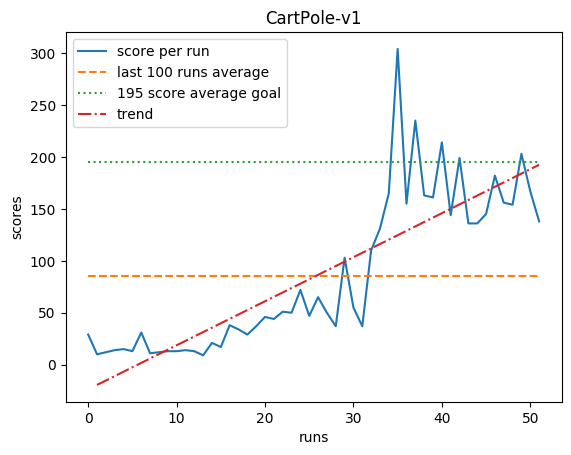 CartPole-v1
score per run
last 100 runs average
195 score average goal
trend
300
250
200
150
100
50
0
scores
0 10 20 30 40 50
runs